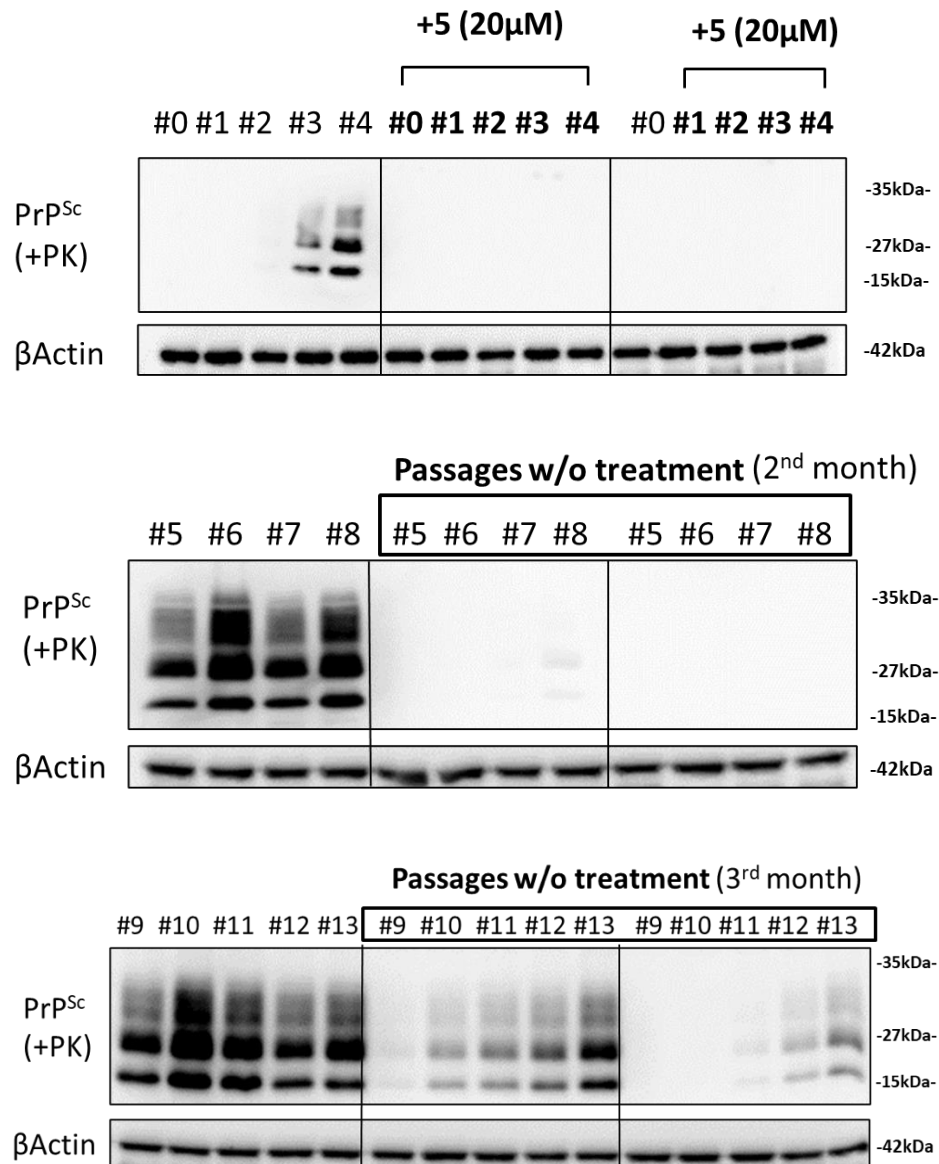 +5 (20µM) +5 (20µM)
#0 #1 #2 #3 #4 #0 #1 #2 #3 #4 #0 #1 #2 #3 #4
-35kDa-
PrPSc
(+PK)
-27kDa-
-15kDa-
βActin -42kDa
Passages w/o treatment (2nd month)
#5 #6 #7 #8 #5 #6 #7 #8 #5 #6 #7 #8
-35kDa-
PrPSc
(+PK)
-27kDa-
-15kDa-
βActin -42kDa
Passages w/o treatment (3rd month)
#9 #10 #11 #12 #13 #9 #10 #11 #12 #13 #9 #10 #11 #12 #13
-35kDa-
PrPSc
(+PK)
-27kDa-
-15kDa-
βActin -42kDa